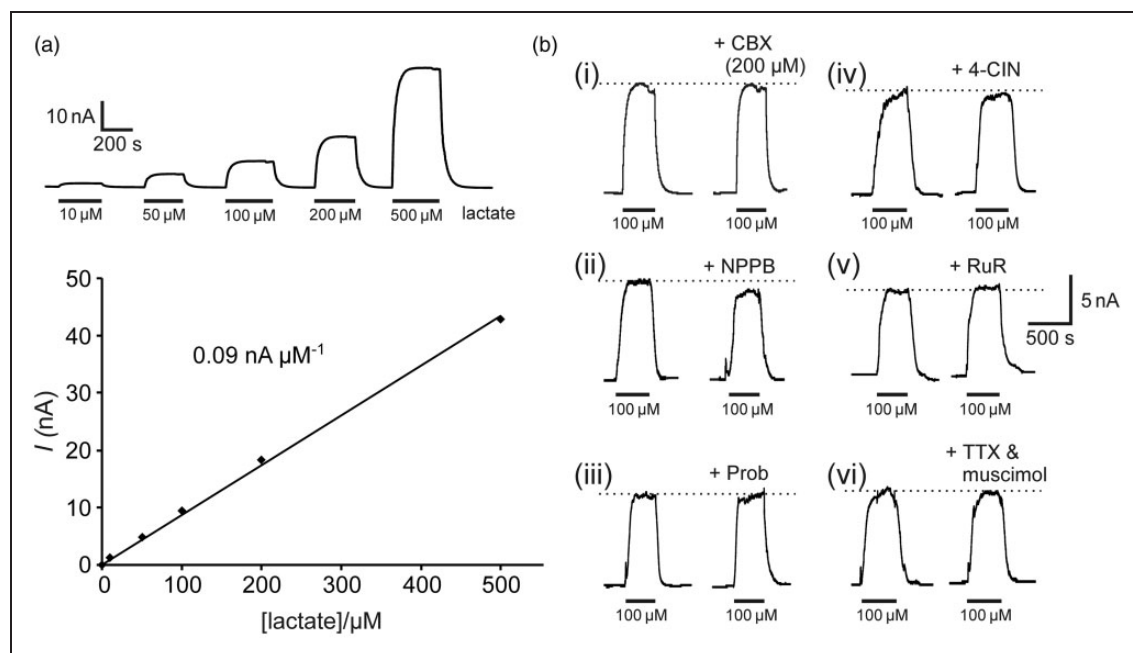 (a)
10 nA
200 s
10 µM 50 µM 100 µM 200 µM 500 µM lactate
50
40
30
20
10
0
I (nA)
0.09 nA µM⁻¹
0 100 200 300 400 500
[lactate]/µM
(b)
(i) + CBX
(200 µM)
100 µM 100 µM
(ii) + NPPB
100 µM 100 µM
(iii) + Prob
100 µM 100 µM
(iv) + 4-CIN
100 µM 100 µM
(v) + RuR
5 nA
500 s
100 µM 100 µM
(vi) + TTX &
muscimol
100 µM 100 µM